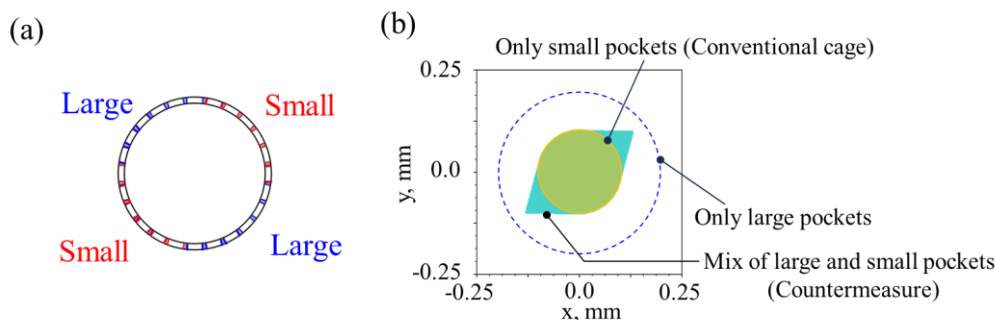 (a)
Large
Small
Small
Large
(b)
Only small pockets (Conventional cage)
0.25
0.0
-0.25
y, mm
-0.25
0.0
0.25
x, mm
Only large pockets
Mix of large and small pockets
(Countermeasure)